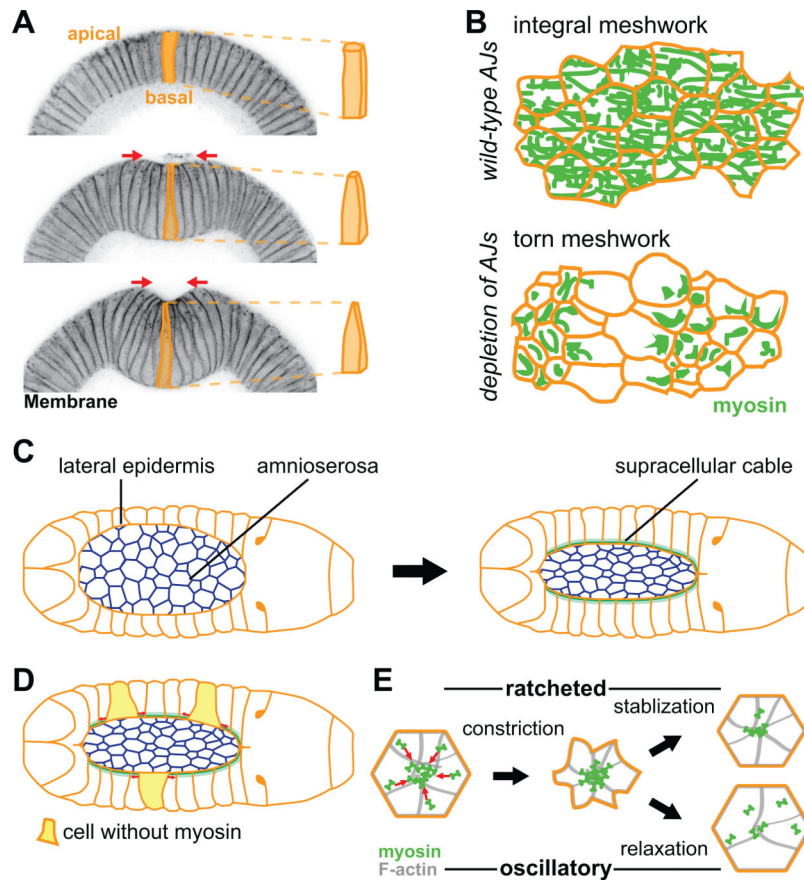 A
apical
basal
Membrane
B
integral meshwork
wild-type AJs
torn meshwork
depletion of AJs
myosin
C
lateral epidermis
amnioserosa
supracellular cable
D
cell without myosin
E
ratcheted
constriction
stablization
relaxation
myosin
F-actin
oscillatory